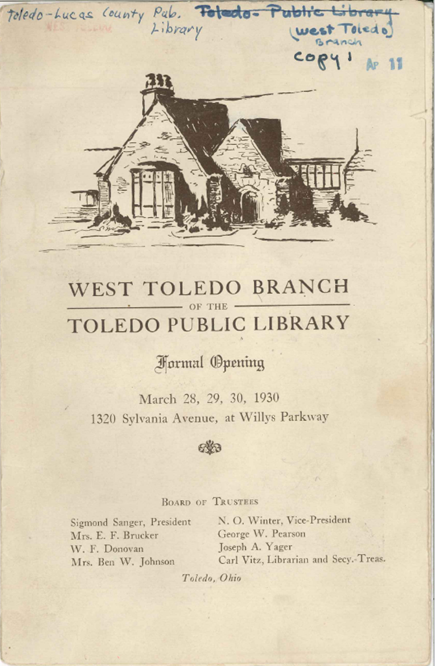 Toledo-Lucas County Pub. Library
Toledo-Public Library
(West Toledo)
Branch
Copy 1
Ap 11
WEST TOLEDO BRANCH
OF THE
TOLEDO PUBLIC LIBRARY
Formal Opening
March 28, 29, 30, 1930
1320 Sylvania Avenue, at Willys Parkway
BOARD OF TRUSTEES
Sigmond Sanger, President
Mrs. E. F. Brucker
W. F. Donovan
Mrs. Ben W. Johnson
N. O. Winter, Vice-President
George W. Pearson
Joseph A. Yager
Carl Vitz, Librarian and Secy.-Treas.
Toledo, Ohio